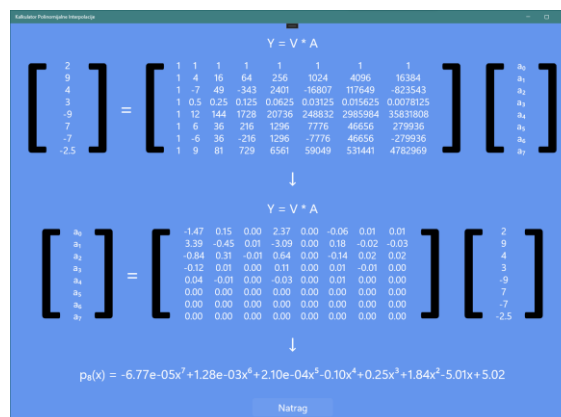 Kalkulator Polinomijalne Interpolacije
Y = V * A
2 1 1 1 1 1 1 1 1 a₀
9 1 4 16 64 256 1024 4096 16384 a₁
4 1 -7 49 -343 2401 -16807 117649 -823543 a₂
3 = 1 0.5 0.25 0.125 0.0625 0.03125 0.015625 0.0078125 a₃
-9 1 12 144 1728 20736 248832 2985984 35831808 a₄
7 1 6 36 216 1296 7776 46656 279936 a₅
-7 1 -6 36 -216 1296 -7776 46656 -279936 a₆
-2.5 1 9 81 729 6561 59049 531441 4782969 a₇
↓
Y = V * A
a₀ -1.47 0.15 0.00 2.37 0.00 -0.06 0.01 0.01 2
a₁ 3.39 -0.45 0.01 -3.09 0.00 0.18 -0.02 -0.03 9
a₂ -0.84 0.31 -0.01 0.64 0.00 -0.14 0.02 0.02 4
a₃ = -0.12 0.01 0.00 0.11 0.00 0.01 -0.01 0.00 3
a₄ 0.04 -0.01 0.00 -0.03 0.00 0.01 0.00 0.00 -9
a₅ 0.00 0.00 0.00 0.00 0.00 0.00 0.00 0.00 7
a₆ 0.00 0.00 0.00 0.00 0.00 0.00 0.00 0.00 -7
a₇ 0.00 0.00 0.00 0.00 0.00 0.00 0.00 0.00 -2.5
↓
p₈(x) = -6.77e-05x⁷+1.28e-03x⁶+2.10e-04x⁵-0.10x⁴+0.25x³+1.84x²-5.01x+5.02
Natrag